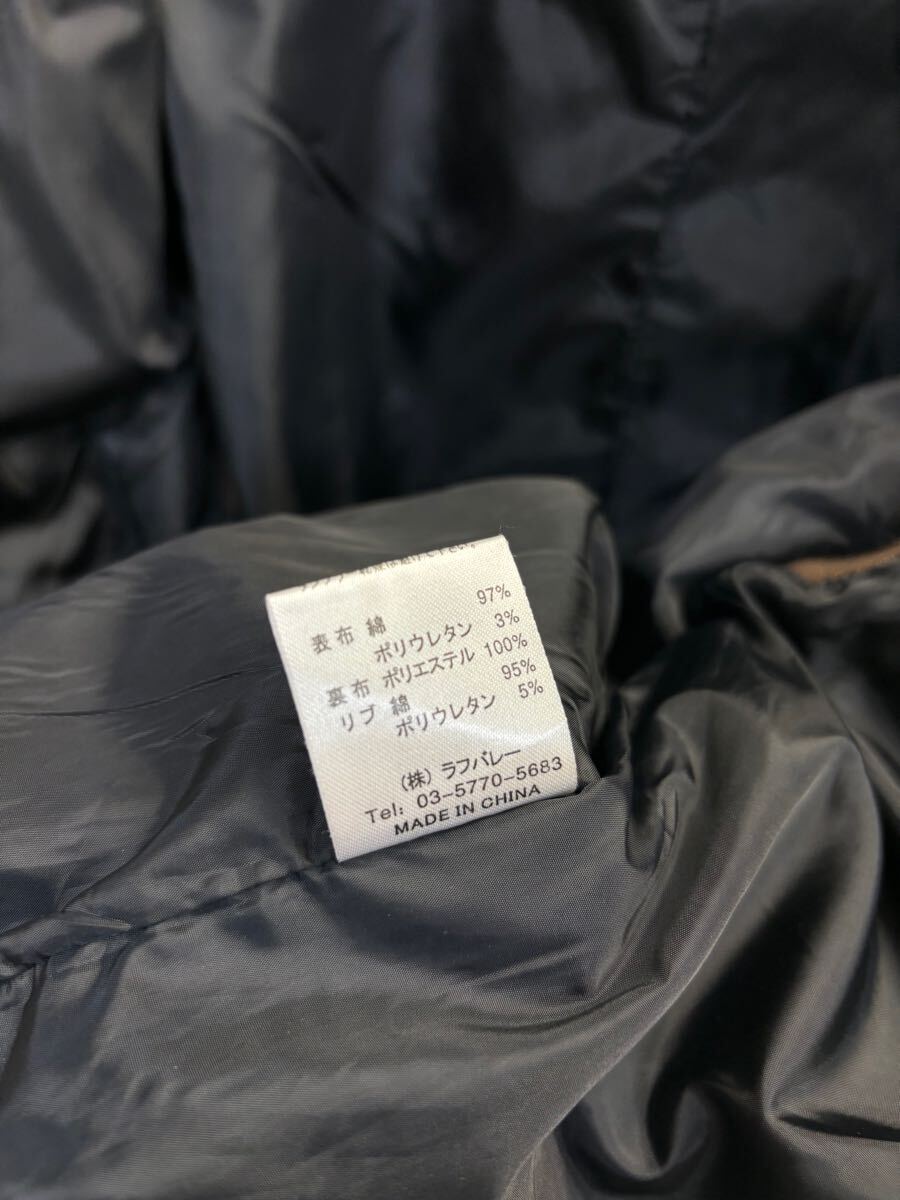 表布 綿 97%
ポリウレタン 3%
裏布 ポリエステル 100%
リブ 綿 95%
ポリウレタン 5%
(株) ラフバレー
Tel: 03-5770-5683
MADE IN CHINA